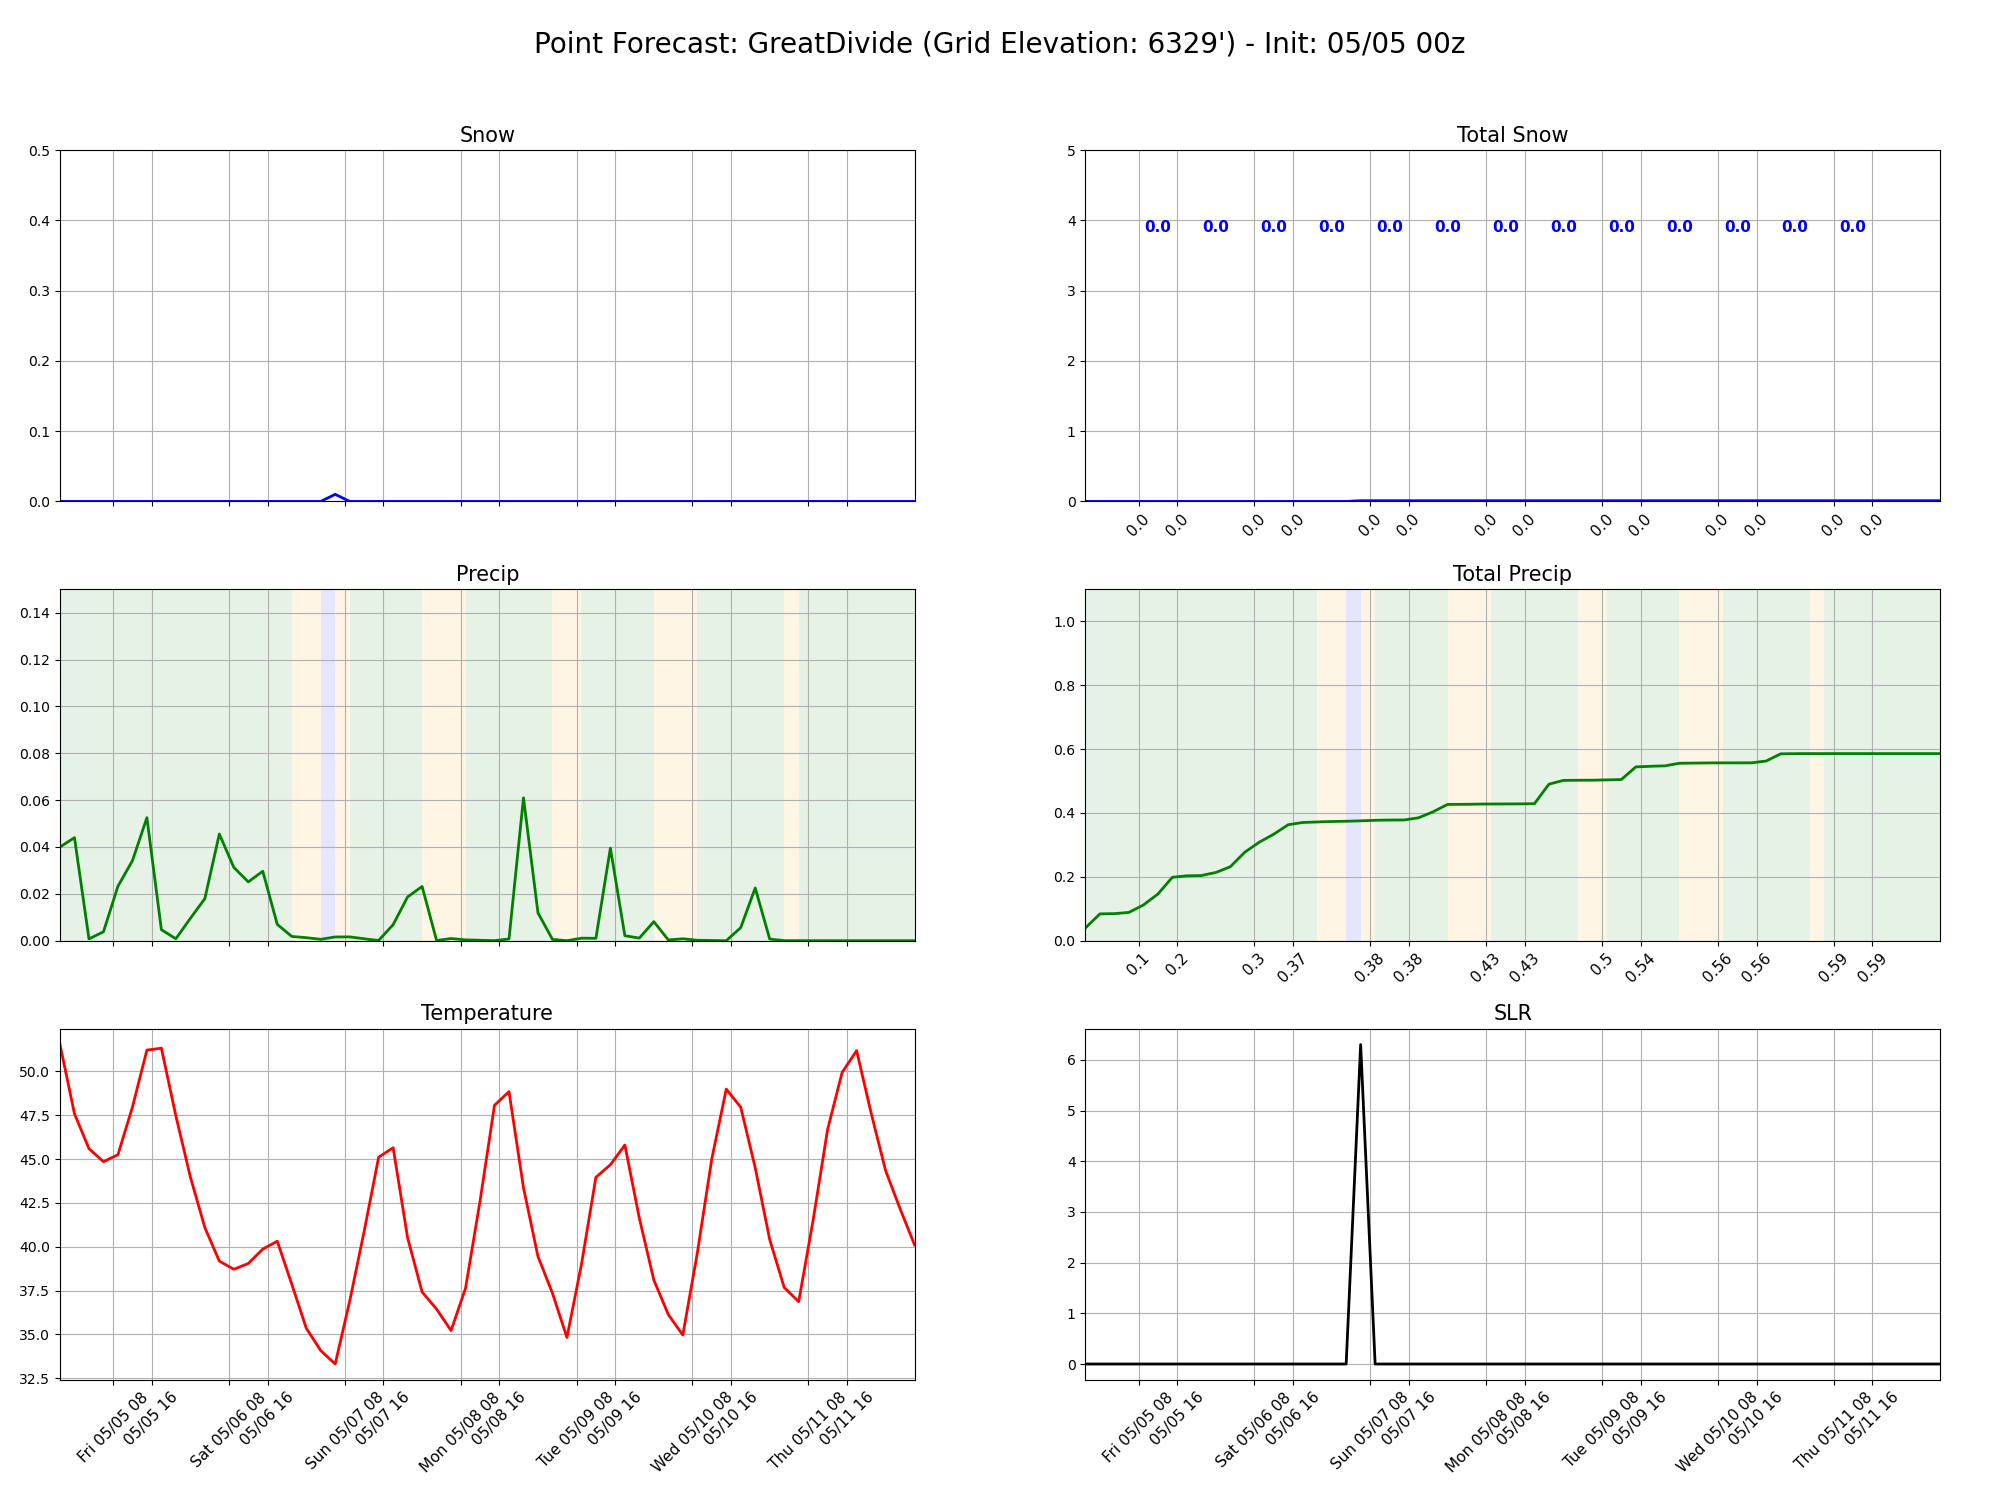 Point Forecast: GreatDivide (Grid Elevation: 6329') - Init: 05/05 00z
Snow
0.5
0.4
0.3
0.2
0.1
0.0
Total Snow
5
4
3
2
1
0
0.0 0.0 0.0 0.0 0.0 0.0 0.0 0.0 0.0 0.0 0.0 0.0 0.0
0.0 0.0 0.0 0.0 0.0 0.0 0.0 0.0 0.0 0.0 0.0 0.0 0.0 0.0
Precip
0.14
0.12
0.10
0.08
0.06
0.04
0.02
0.00
Total Precip
1.0
0.8
0.6
0.4
0.2
0.0
0.1 0.2 0.3 0.37 0.38 0.38 0.43 0.43 0.5 0.54 0.56 0.56 0.59 0.59
Temperature
50.0
47.5
45.0
42.5
40.0
37.5
35.0
32.5
Fri 05/05 08
05/05 16
Sat 05/06 08
05/06 16
Sun 05/07 08
05/07 16
Mon 05/08 08
05/08 16
Tue 05/09 08
05/09 16
Wed 05/10 08
05/10 16
Thu 05/11 08
05/11 16
SLR
6
5
4
3
2
1
0
Fri 05/05 08
05/05 16
Sat 05/06 08
05/06 16
Sun 05/07 08
05/07 16
Mon 05/08 08
05/08 16
Tue 05/09 08
05/09 16
Wed 05/10 08
05/10 16
Thu 05/11 08
05/11 16